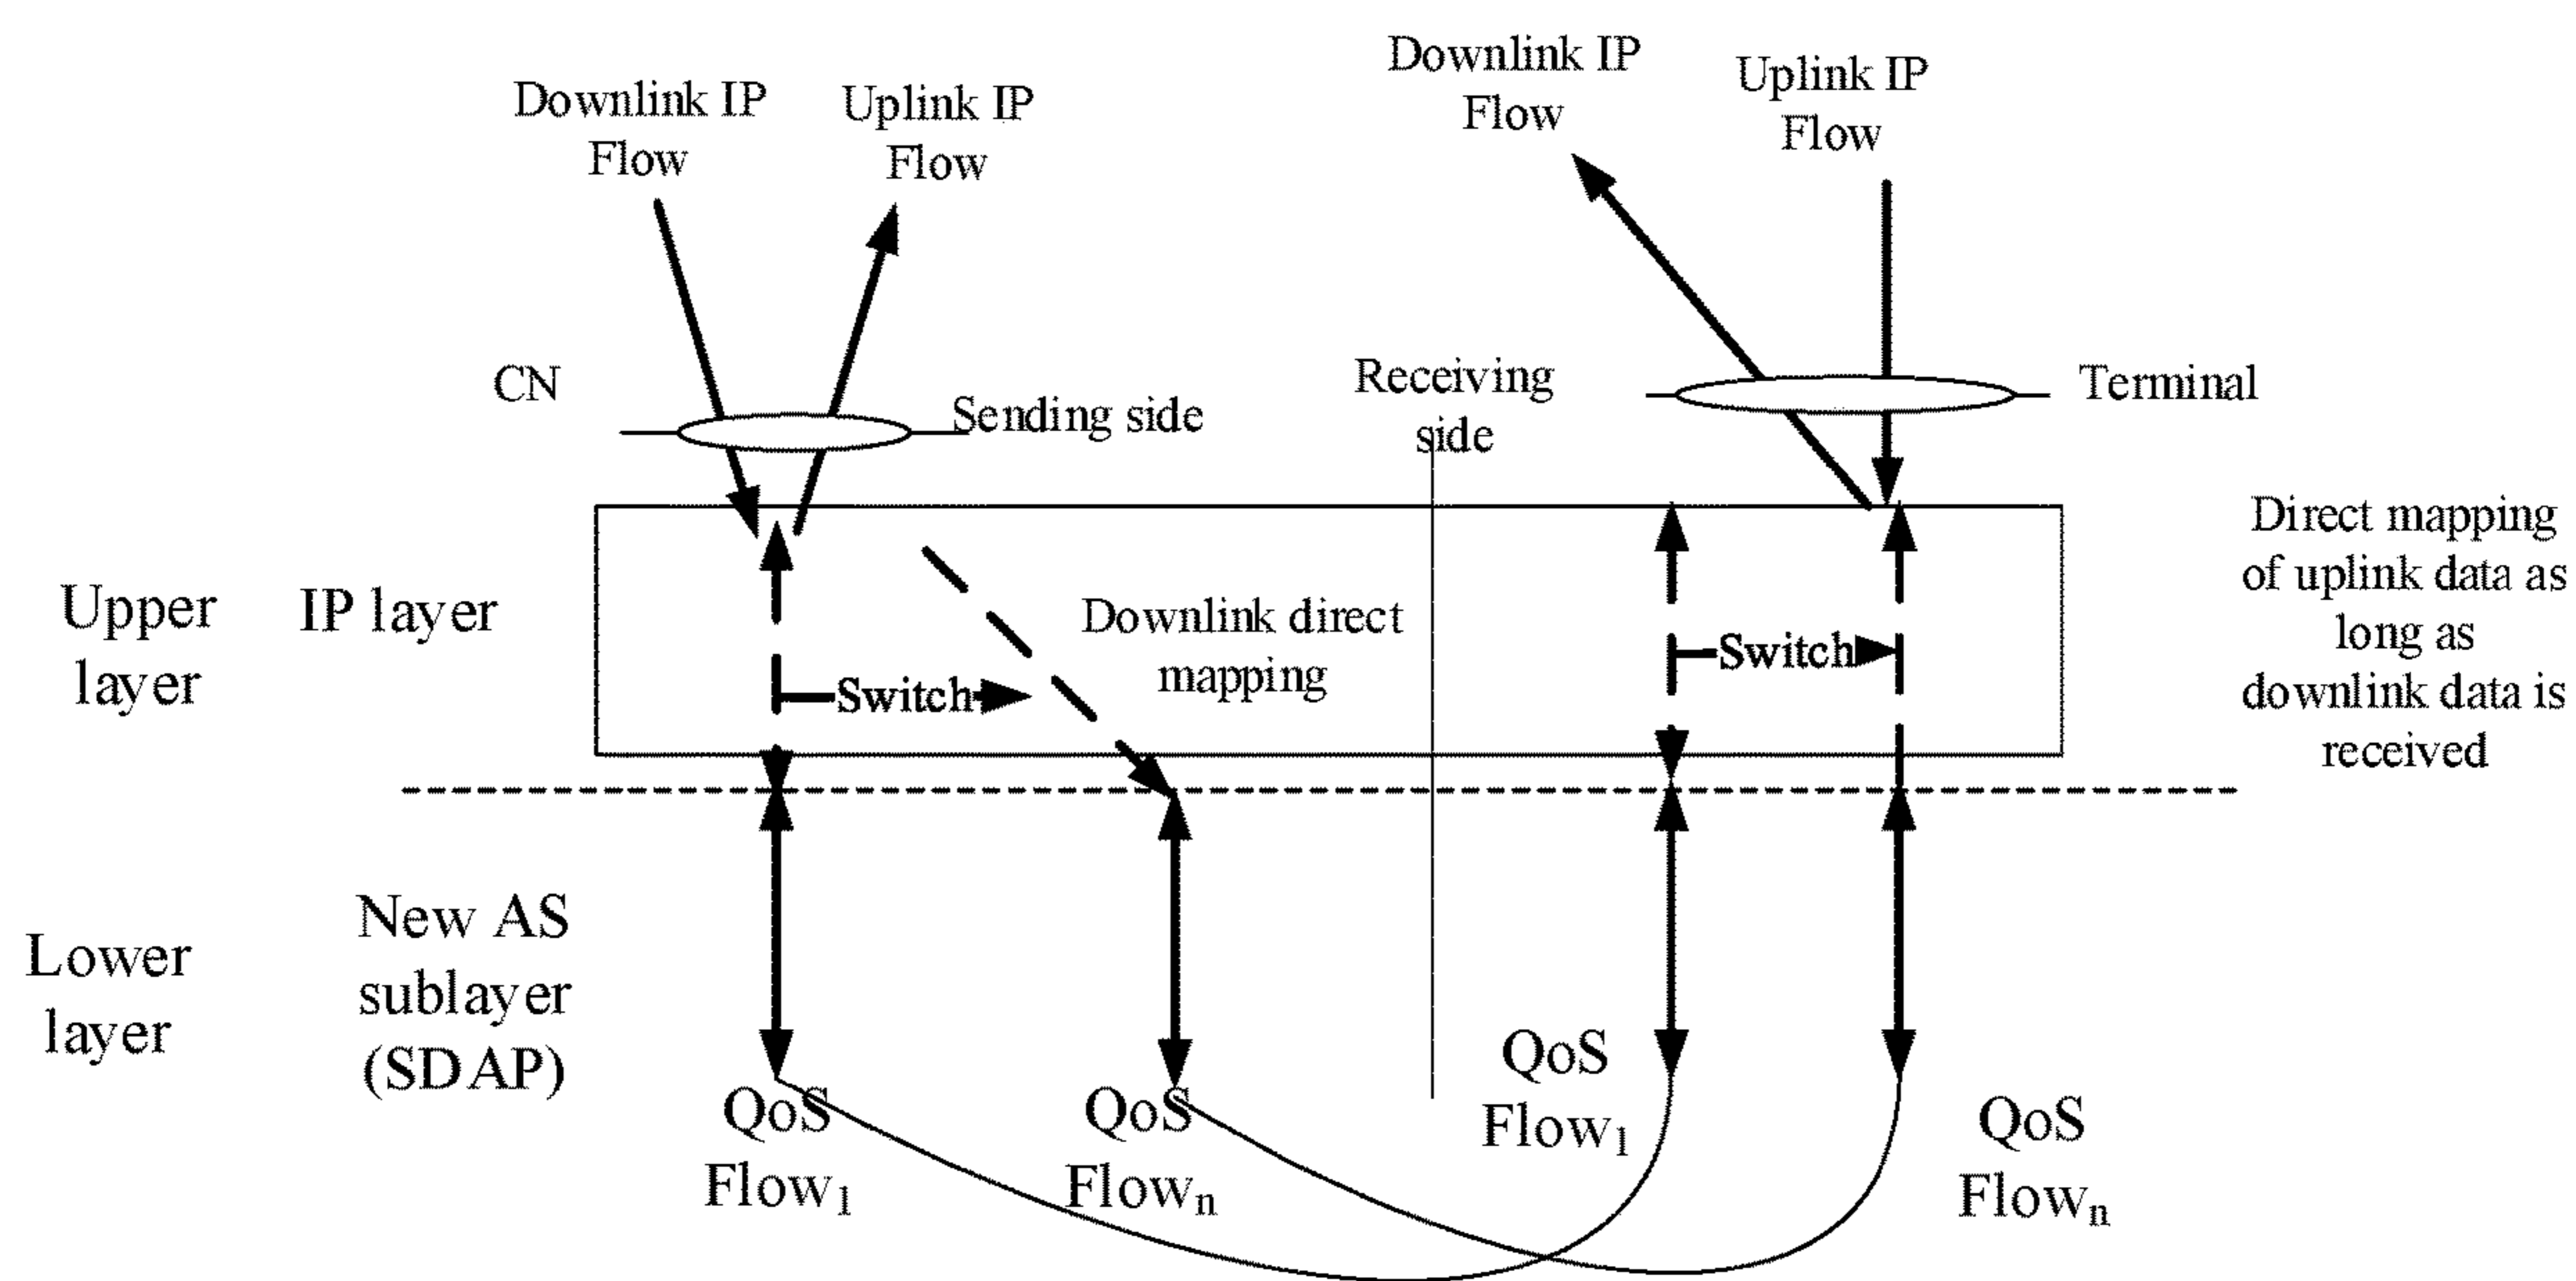 Downlink IP
Flow
Uplink IP
Flow
Downlink IP
Flow
Uplink IP
Flow
CN
Sending side
Receiving
side
Terminal
Upper
layer
IP layer
Switch
Downlink direct
mapping
Switch
Direct mapping
of uplink data as
long as
downlink data is
received
Lower
layer
New AS
sublayer
(SDAP)
QoS
Flow₁
QoS
Flowₙ
QoS
Flow₁
QoS
Flowₙ